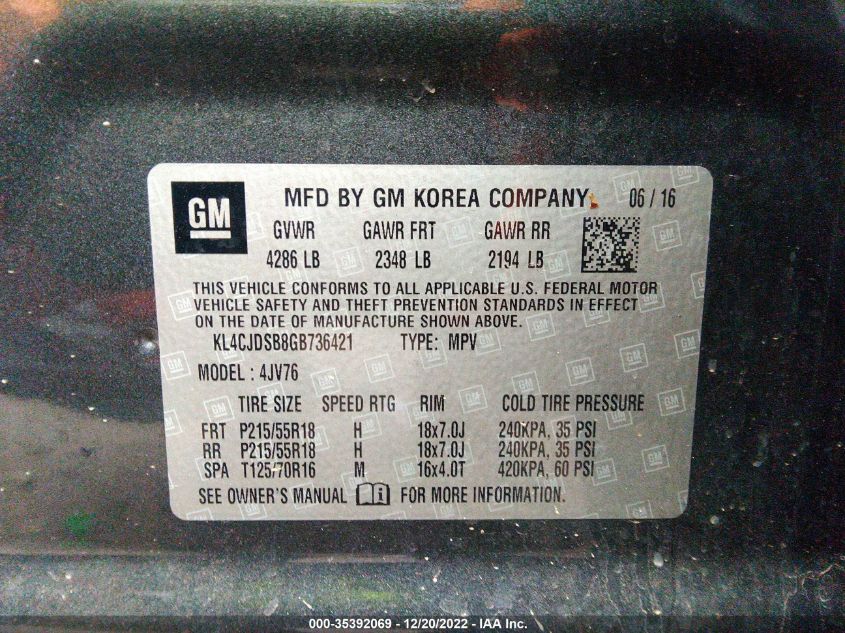 GM MFD BY GM KOREA COMPANY 06 / 16
GVWR GAWR FRT GAWR RR
4286 LB 2348 LB 2194 LB
THIS VEHICLE CONFORMS TO ALL APPLICABLE U.S. FEDERAL MOTOR
VEHICLE SAFETY AND THEFT PREVENTION STANDARDS IN EFFECT
ON THE DATE OF MANUFACTURE SHOWN ABOVE.
KL4CJDSB8GB736421 TYPE: MPV
MODEL : 4JV76
TIRE SIZE SPEED RTG RIM COLD TIRE PRESSURE
FRT P215/55R18 H 18x7.0J 240KPA, 35 PSI
RR P215/55R18 H 18x7.0J 240KPA, 35 PSI
SPA T125/70R16 M 16x4.0T 420KPA, 60 PSI
SEE OWNER'S MANUAL FOR MORE INFORMATION.
000-35392069 - 12/20/2022 - IAA Inc.